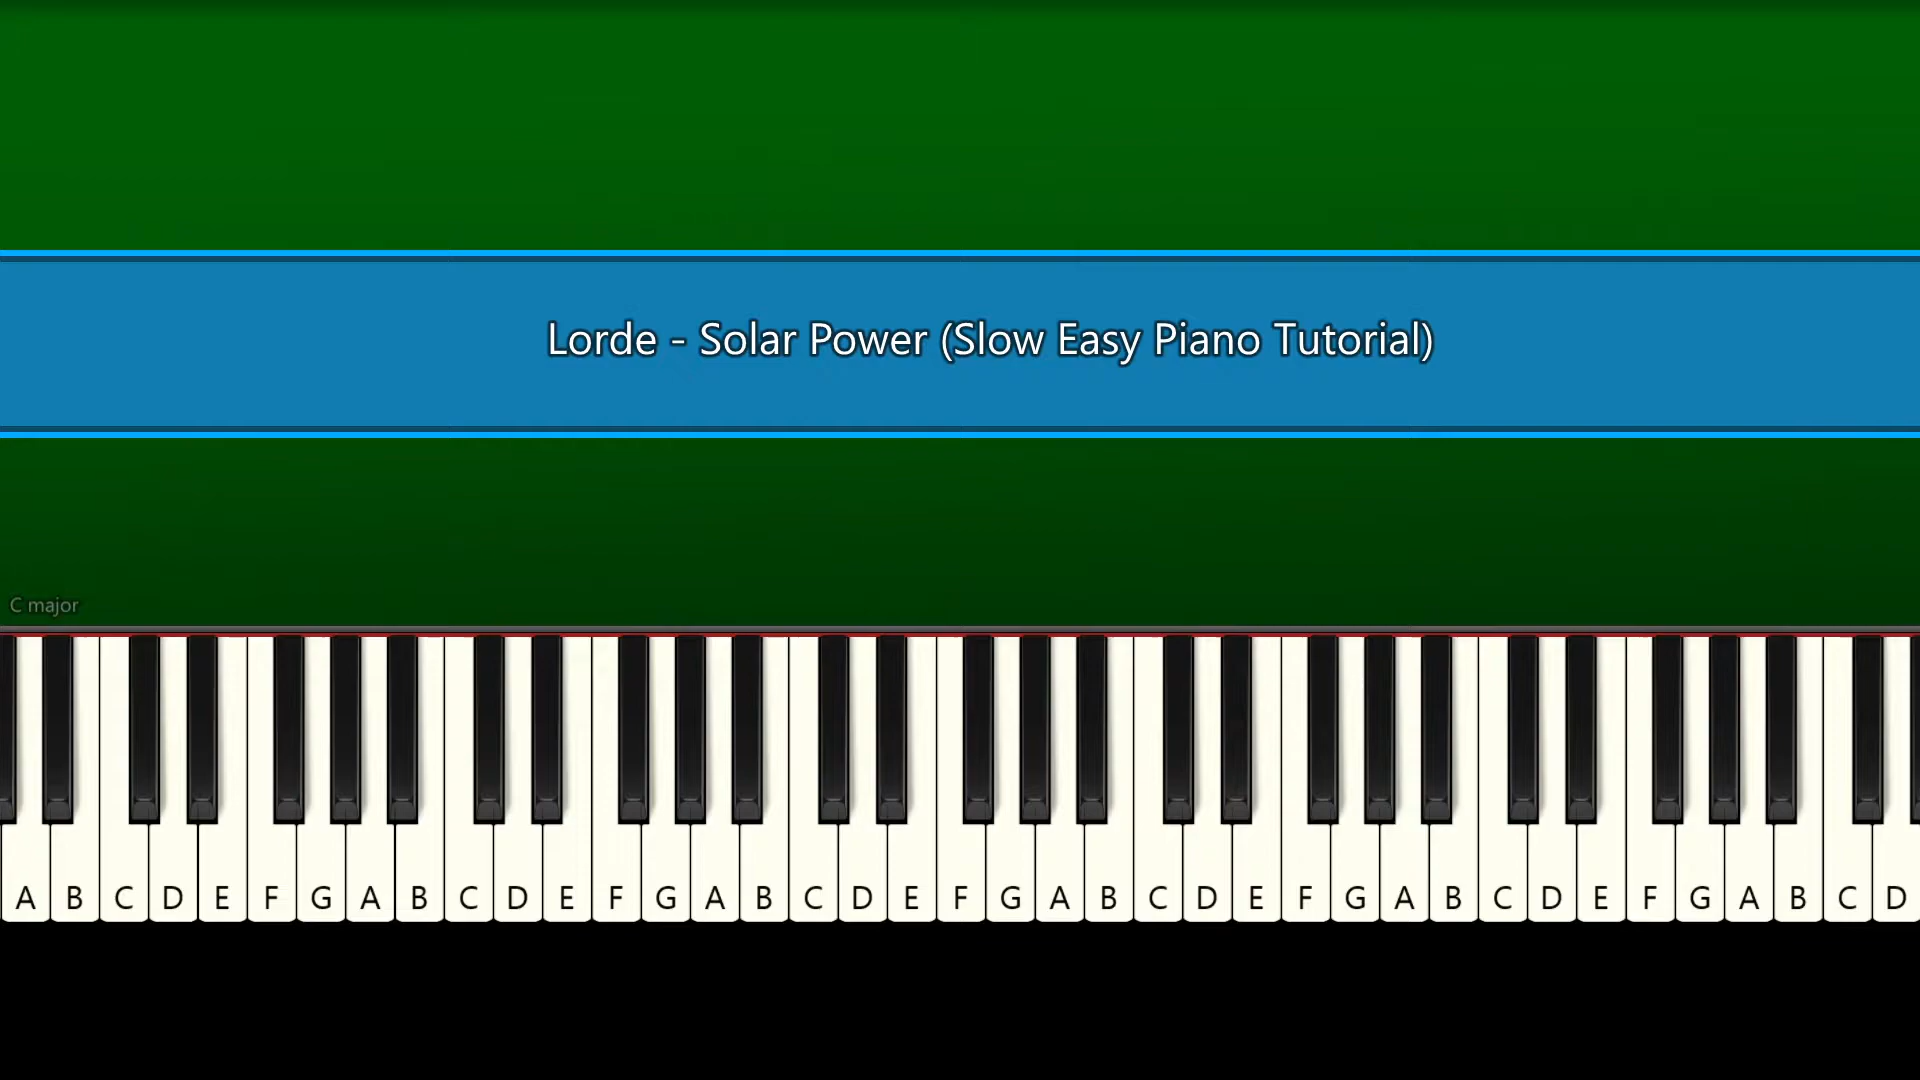 Lorde - Solar Power (Slow Easy Piano Tutorial)
C major
A B C D E F G A B C D E F G A B C D E F G A B C D E F G A B C D E F G A B C D